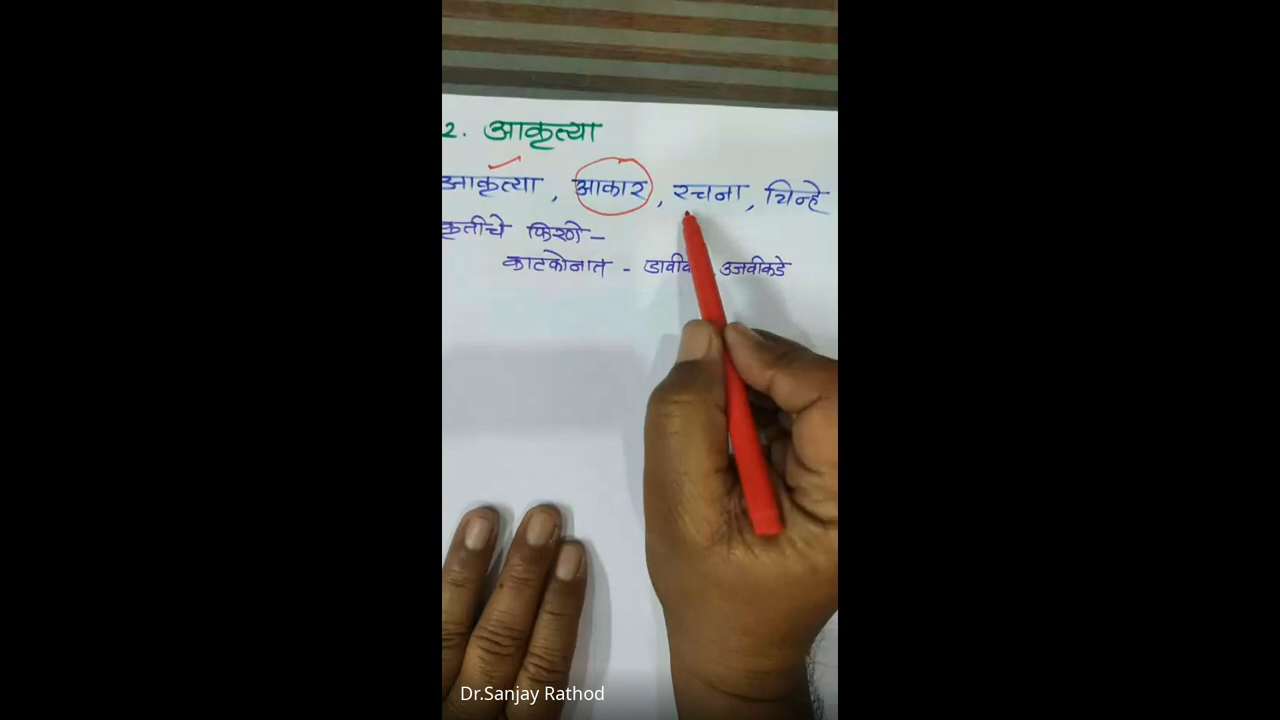 2. आकृत्या
आकृत्या, आकार, रचना, चिन्हे
कृतीचे फिरणे -
काटकोनात - डावीक, उजवीकडे
Dr.Sanjay Rathod